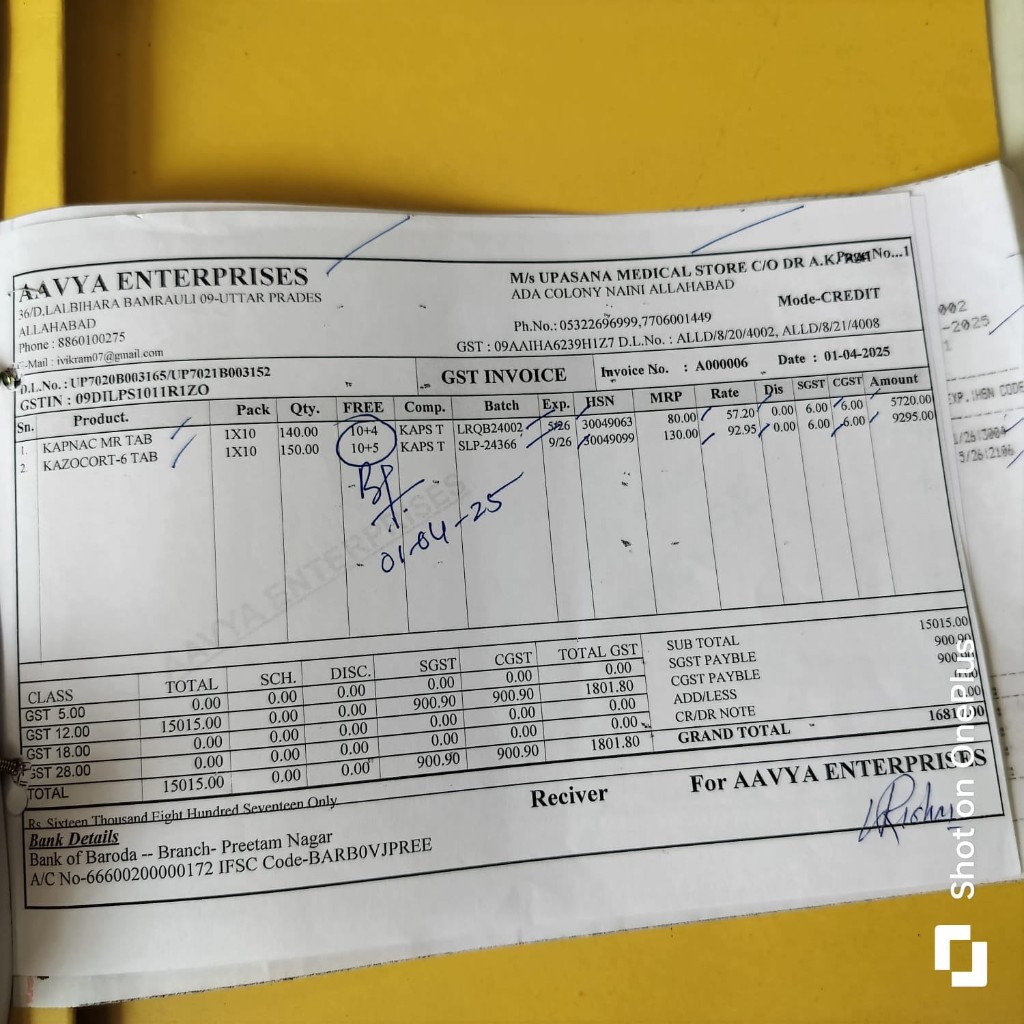 AAVYA ENTERPRISES
36/D,LALBIHARA BAMRAULI 09-UTTAR PRADES
ALLAHABAD
Phone : 8860100275
E-Mail : ivikram07@gmail.com
D.L.No. : UP7020B003165/UP7021B003152
GSTIN : 09DILPS1011R1ZO
Page No...1
M/s UPASANA MEDICAL STORE C/O DR A.K.
ADA COLONY NAINI ALLAHABAD
Mode-CREDIT
Ph.No.: 05322696999,7706001449
GST : 09AAIHA6239H1Z7 D.L.No. : ALLD/8/20/4002, ALLD/8/21/4008
GST INVOICE
Invoice No. : A000006 Date : 01-04-2025
Sn. Product. Pack Qty. FREE Comp. Batch Exp. HSN MRP Rate Dis SGST CGST Amount
1. KAPNAC MR TAB 1X10 140.00 10+4 KAPS T LRQB24002 5/26 30049063 80.00 57.20 0.00 6.00 6.00 5720.00
2. KAZOCORT-6 TAB 1X10 150.00 10+5 KAPS T SLP-24366 9/26 30049099 130.00 92.95 0.00 6.00 6.00 9295.00
01-04-25
AAVYA ENTERPRISES
CLASS TOTAL SCH. DISC. SGST CGST TOTAL GST
GST 5.00 0.00 0.00 0.00 0.00 0.00 0.00
GST 12.00 15015.00 0.00 0.00 900.90 900.90 1801.80
GST 18.00 0.00 0.00 0.00 0.00 0.00 0.00
GST 28.00 0.00 0.00 0.00 0.00 0.00 0.00
TOTAL 15015.00 0.00 0.00 900.90 900.90 1801.80
SUB TOTAL 15015.00
SGST PAYBLE 900.90
CGST PAYBLE 900.90
ADD/LESS 0.00
CR/DR NOTE 0.00
GRAND TOTAL
Rs. Sixteen Thousand Eight Hundred Seventeen Only
Bank Details
Bank of Baroda -- Branch- Preetam Nagar
A/C No-66600200000172 IFSC Code-BARB0VJPREE
Reciver
For AAVYA ENTERPRISES
002
-2025
EXP. HSN CODE
Shot on OnePlus